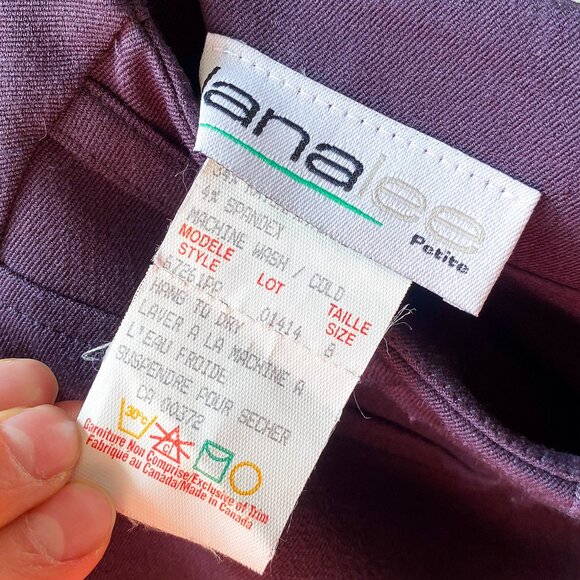 lanalee
Petite
4% SPANDEX
MACHINE WASH / COLD
MODELE
STYLE
LOT
TAILLE
SIZE
01414
8
HANG TO DRY
LAVER A LA MACHINE A
L'EAU FROIDE
SUSPENDRE POUR SECHER
CA 00372
30°C
cl
Garniture Non Comprise/Exclusive of Trim
Fabrique au Canada/Made in Canada